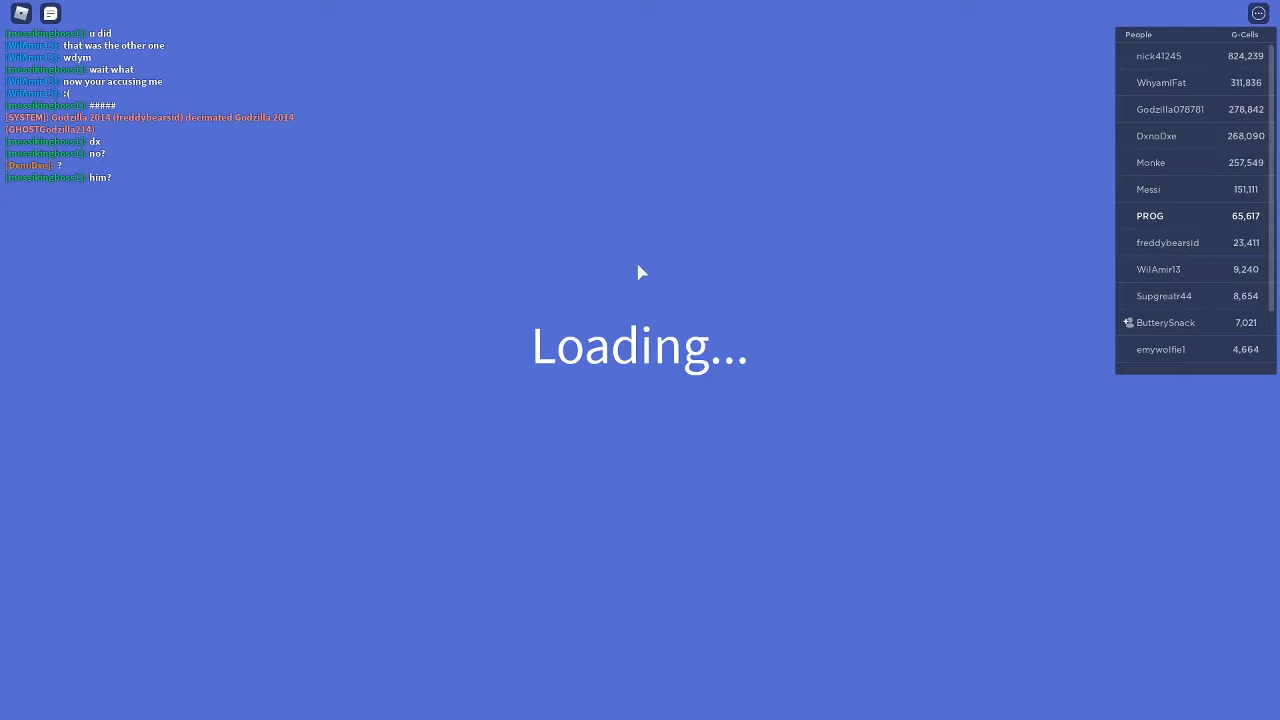 [messikingboss1]: u did
[WilAmir13]: that was the other one
[WilAmir13]: wdym
[messikingboss1]: wait what
[WilAmir13]: now your accusing me
[WilAmir13]: :(
[messikingboss1]: #####
[SYSTEM]: Godzilla 2014 (freddybearsid) decimated Godzilla 2014
(GHOSTGodzilla214)
[messikingboss1]: dx
[messikingboss1]: no?
[DxnoDxe]: ?
[messikingboss1]: him?
People G-Cells
nick41245 824,239
WhyamIFat 311,836
Godzilla078781 278,842
DxnoDxe 268,090
Monke 257,549
Messi 151,111
PROG 65,617
freddybearsid 23,411
WilAmir13 9,240
Supgreatr44 8,654
ButterySnack 7,021
emywolfie1 4,664
Loading...